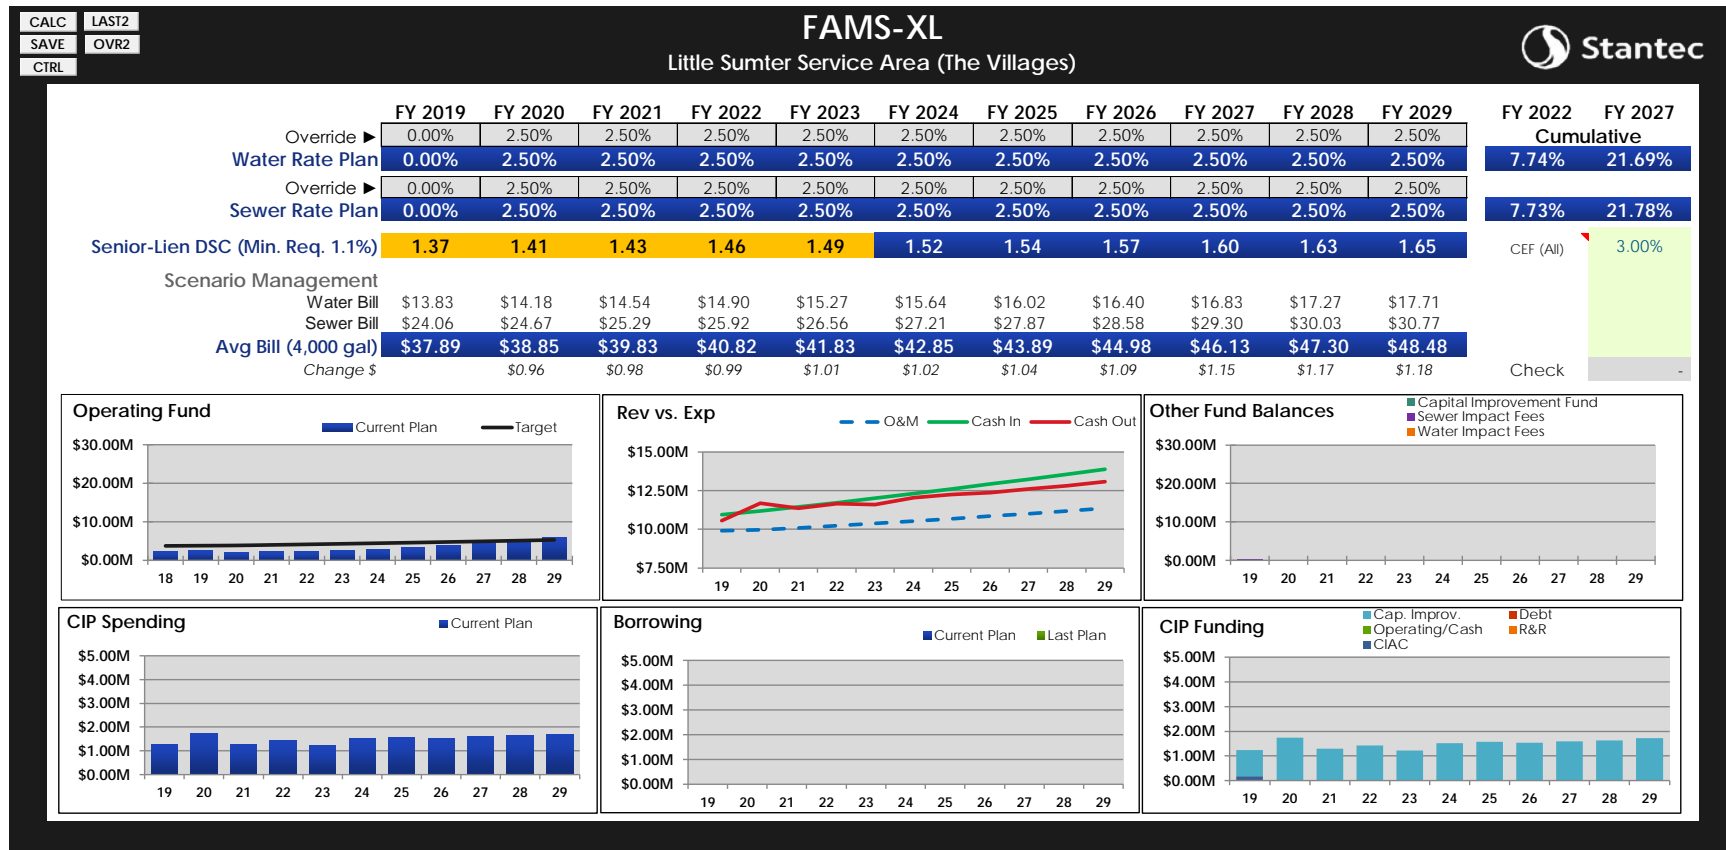 CALC LAST2
SAVE OVR2
CTRL
FAMS-XL
Little Sumter Service Area (The Villages)
Stantec
FY 2019 FY 2020 FY 2021 FY 2022 FY 2023 FY 2024 FY 2025 FY 2026 FY 2027 FY 2028 FY 2029 FY 2022 FY 2027
Override ► 0.00% 2.50% 2.50% 2.50% 2.50% 2.50% 2.50% 2.50% 2.50% 2.50% 2.50% Cumulative
Water Rate Plan 0.00% 2.50% 2.50% 2.50% 2.50% 2.50% 2.50% 2.50% 2.50% 2.50% 2.50% 7.74% 21.69%
Override ► 0.00% 2.50% 2.50% 2.50% 2.50% 2.50% 2.50% 2.50% 2.50% 2.50% 2.50%
Sewer Rate Plan 0.00% 2.50% 2.50% 2.50% 2.50% 2.50% 2.50% 2.50% 2.50% 2.50% 2.50% 7.73% 21.78%
Senior-Lien DSC (Min. Req. 1.1%) 1.37 1.41 1.43 1.46 1.49 1.52 1.54 1.57 1.60 1.63 1.65 CEF (All) 3.00%
Scenario Management
Water Bill $13.83 $14.18 $14.54 $14.90 $15.27 $15.64 $16.02 $16.40 $16.83 $17.27 $17.71
Sewer Bill $24.06 $24.67 $25.29 $25.92 $26.56 $27.21 $27.87 $28.58 $29.30 $30.03 $30.77
Avg Bill (4,000 gal) $37.89 $38.85 $39.83 $40.82 $41.83 $42.85 $43.89 $44.98 $46.13 $47.30 $48.48
Change $ $0.96 $0.98 $0.99 $1.01 $1.02 $1.04 $1.09 $1.15 $1.17 $1.18 Check -
Operating Fund
Current Plan Target
$30.00M
$20.00M
$10.00M
$0.00M
18 19 20 21 22 23 24 25 26 27 28 29
Rev vs. Exp
O&M Cash In Cash Out
$15.00M
$12.50M
$10.00M
$7.50M
19 20 21 22 23 24 25 26 27 28 29
Other Fund Balances
Capital Improvement Fund
Sewer Impact Fees
Water Impact Fees
$30.00M
$20.00M
$10.00M
$0.00M
19 20 21 22 23 24 25 26 27 28 29
CIP Spending
Current Plan
$5.00M
$4.00M
$3.00M
$2.00M
$1.00M
$0.00M
19 20 21 22 23 24 25 26 27 28 29
Borrowing
Current Plan Last Plan
$5.00M
$4.00M
$3.00M
$2.00M
$1.00M
$0.00M
19 20 21 22 23 24 25 26 27 28 29
CIP Funding
Cap. Improv. Debt
Operating/Cash R&R
CIAC
$5.00M
$4.00M
$3.00M
$2.00M
$1.00M
$0.00M
19 20 21 22 23 24 25 26 27 28 29